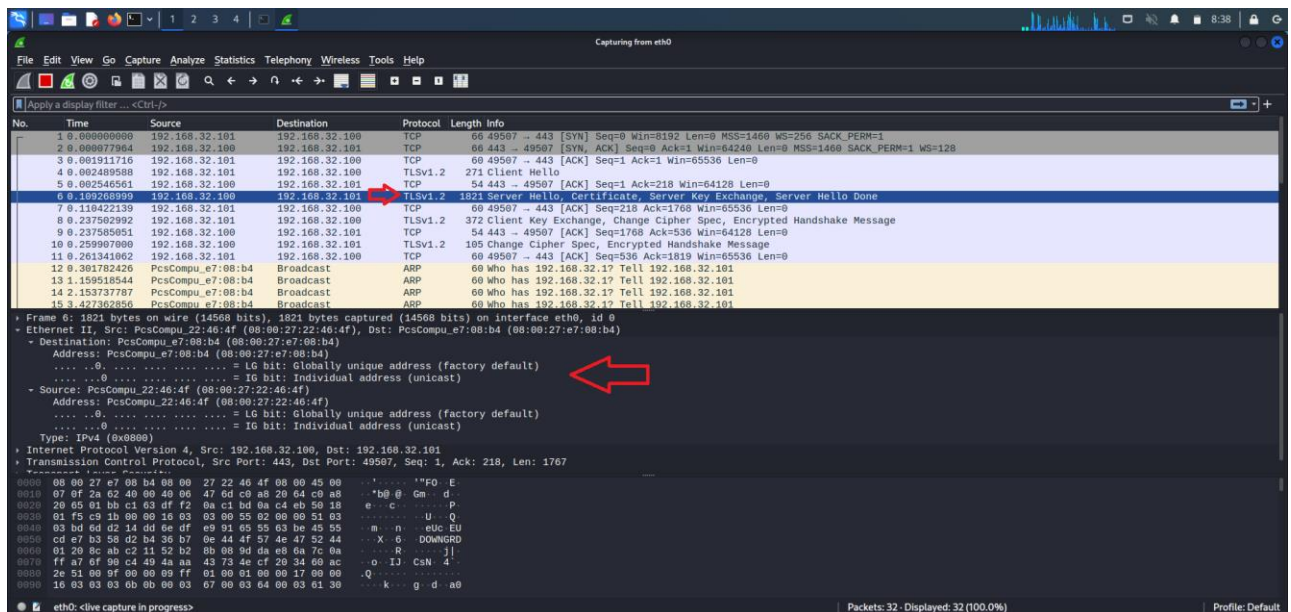 1 2 3 4 8:38
Capturing from eth0
File Edit View Go Capture Analyze Statistics Telephony Wireless Tools Help
Apply a display filter ... <Ctrl-/>
No. Time Source Destination Protocol Length Info
1 0.000000000 192.168.32.101 192.168.32.100 TCP 66 49507 → 443 [SYN] Seq=0 Win=8192 Len=0 MSS=1460 WS=256 SACK_PERM=1
2 0.000077964 192.168.32.100 192.168.32.101 TCP 66 443 → 49507 [SYN, ACK] Seq=0 Ack=1 Win=64240 Len=0 MSS=1460 SACK_PERM=1 WS=128
3 0.001911716 192.168.32.101 192.168.32.100 TCP 60 49507 → 443 [ACK] Seq=1 Ack=1 Win=65536 Len=0
4 0.002489588 192.168.32.101 192.168.32.100 TLSv1.2 271 Client Hello
5 0.002546561 192.168.32.100 192.168.32.101 TCP 54 443 → 49507 [ACK] Seq=1 Ack=218 Win=64128 Len=0
6 0.109268999 192.168.32.100 192.168.32.101 TLSv1.2 1821 Server Hello, Certificate, Server Key Exchange, Server Hello Done
7 0.110422139 192.168.32.101 192.168.32.100 TCP 60 49507 → 443 [ACK] Seq=218 Ack=1768 Win=65536 Len=0
8 0.237502992 192.168.32.101 192.168.32.100 TLSv1.2 372 Client Key Exchange, Change Cipher Spec, Encrypted Handshake Message
9 0.237585051 192.168.32.100 192.168.32.101 TCP 54 443 → 49507 [ACK] Seq=1768 Ack=536 Win=64128 Len=0
10 0.259907000 192.168.32.100 192.168.32.101 TLSv1.2 105 Change Cipher Spec, Encrypted Handshake Message
11 0.261341062 192.168.32.101 192.168.32.100 TCP 60 49507 → 443 [ACK] Seq=536 Ack=1819 Win=65536 Len=0
12 0.301782426 PcsCompu_e7:08:b4 Broadcast ARP 60 Who has 192.168.32.1? Tell 192.168.32.101
13 1.159518544 PcsCompu_e7:08:b4 Broadcast ARP 60 Who has 192.168.32.1? Tell 192.168.32.101
14 2.153737787 PcsCompu_e7:08:b4 Broadcast ARP 60 Who has 192.168.32.1? Tell 192.168.32.101
15 3.427362856 PcsCompu_e7:08:b4 Broadcast ARP 60 Who has 192.168.32.1? Tell 192.168.32.101
Frame 6: 1821 bytes on wire (14568 bits), 1821 bytes captured (14568 bits) on interface eth0, id 0
Ethernet II, Src: PcsCompu_22:46:4f (08:00:27:22:46:4f), Dst: PcsCompu_e7:08:b4 (08:00:27:e7:08:b4)
Destination: PcsCompu_e7:08:b4 (08:00:27:e7:08:b4)
Address: PcsCompu_e7:08:b4 (08:00:27:e7:08:b4)
.... ..0. .... .... .... .... = LG bit: Globally unique address (factory default)
.... ...0 .... .... .... .... = IG bit: Individual address (unicast)
Source: PcsCompu_22:46:4f (08:00:27:22:46:4f)
Address: PcsCompu_22:46:4f (08:00:27:22:46:4f)
.... ..0. .... .... .... .... = LG bit: Globally unique address (factory default)
.... ...0 .... .... .... .... = IG bit: Individual address (unicast)
Type: IPv4 (0x0800)
Internet Protocol Version 4, Src: 192.168.32.100, Dst: 192.168.32.101
Transmission Control Protocol, Src Port: 443, Dst Port: 49507, Seq: 1, Ack: 218, Len: 1767
0000 08 00 27 e7 08 b4 08 00 27 22 46 4f 08 00 45 00 ··'····· '"FO··E·
0010 07 0f 2a 62 40 00 40 06 47 6d c0 a8 20 64 c0 a8 ··*b@·@· Gm·· d··
0020 20 65 01 bb c1 63 df f2 0a c1 bd 0a c4 eb 50 18 e···c·· ······P·
0030 01 f5 c9 1b 00 00 16 03 03 00 55 02 00 00 51 03 ········ ··U···Q·
0040 03 bd 6d d2 14 dd 6e df e9 91 65 55 63 be 45 55 ··m···n· ··eUc·EU
0050 cd e7 b3 58 d2 b4 36 b7 0e 44 4f 57 4e 47 52 44 ···X··6· ·DOWNGRD
0060 01 20 8c ab c2 11 52 b2 8b 08 9d da e8 6a 7c 0a · ····R· ·····j|·
0070 ff a7 6f 90 c4 49 4a aa 43 73 4e cf 20 34 60 ac ··o··IJ· CsN· 4`·
0080 2e 51 00 9f 00 00 09 ff 01 00 01 00 00 17 00 00 .Q······ ········
0090 16 03 03 03 6b 0b 00 03 67 00 03 64 00 03 61 30 ····k··· g··d··a0
eth0: <live capture in progress> Packets: 32 · Displayed: 32 (100.0%) Profile: Default